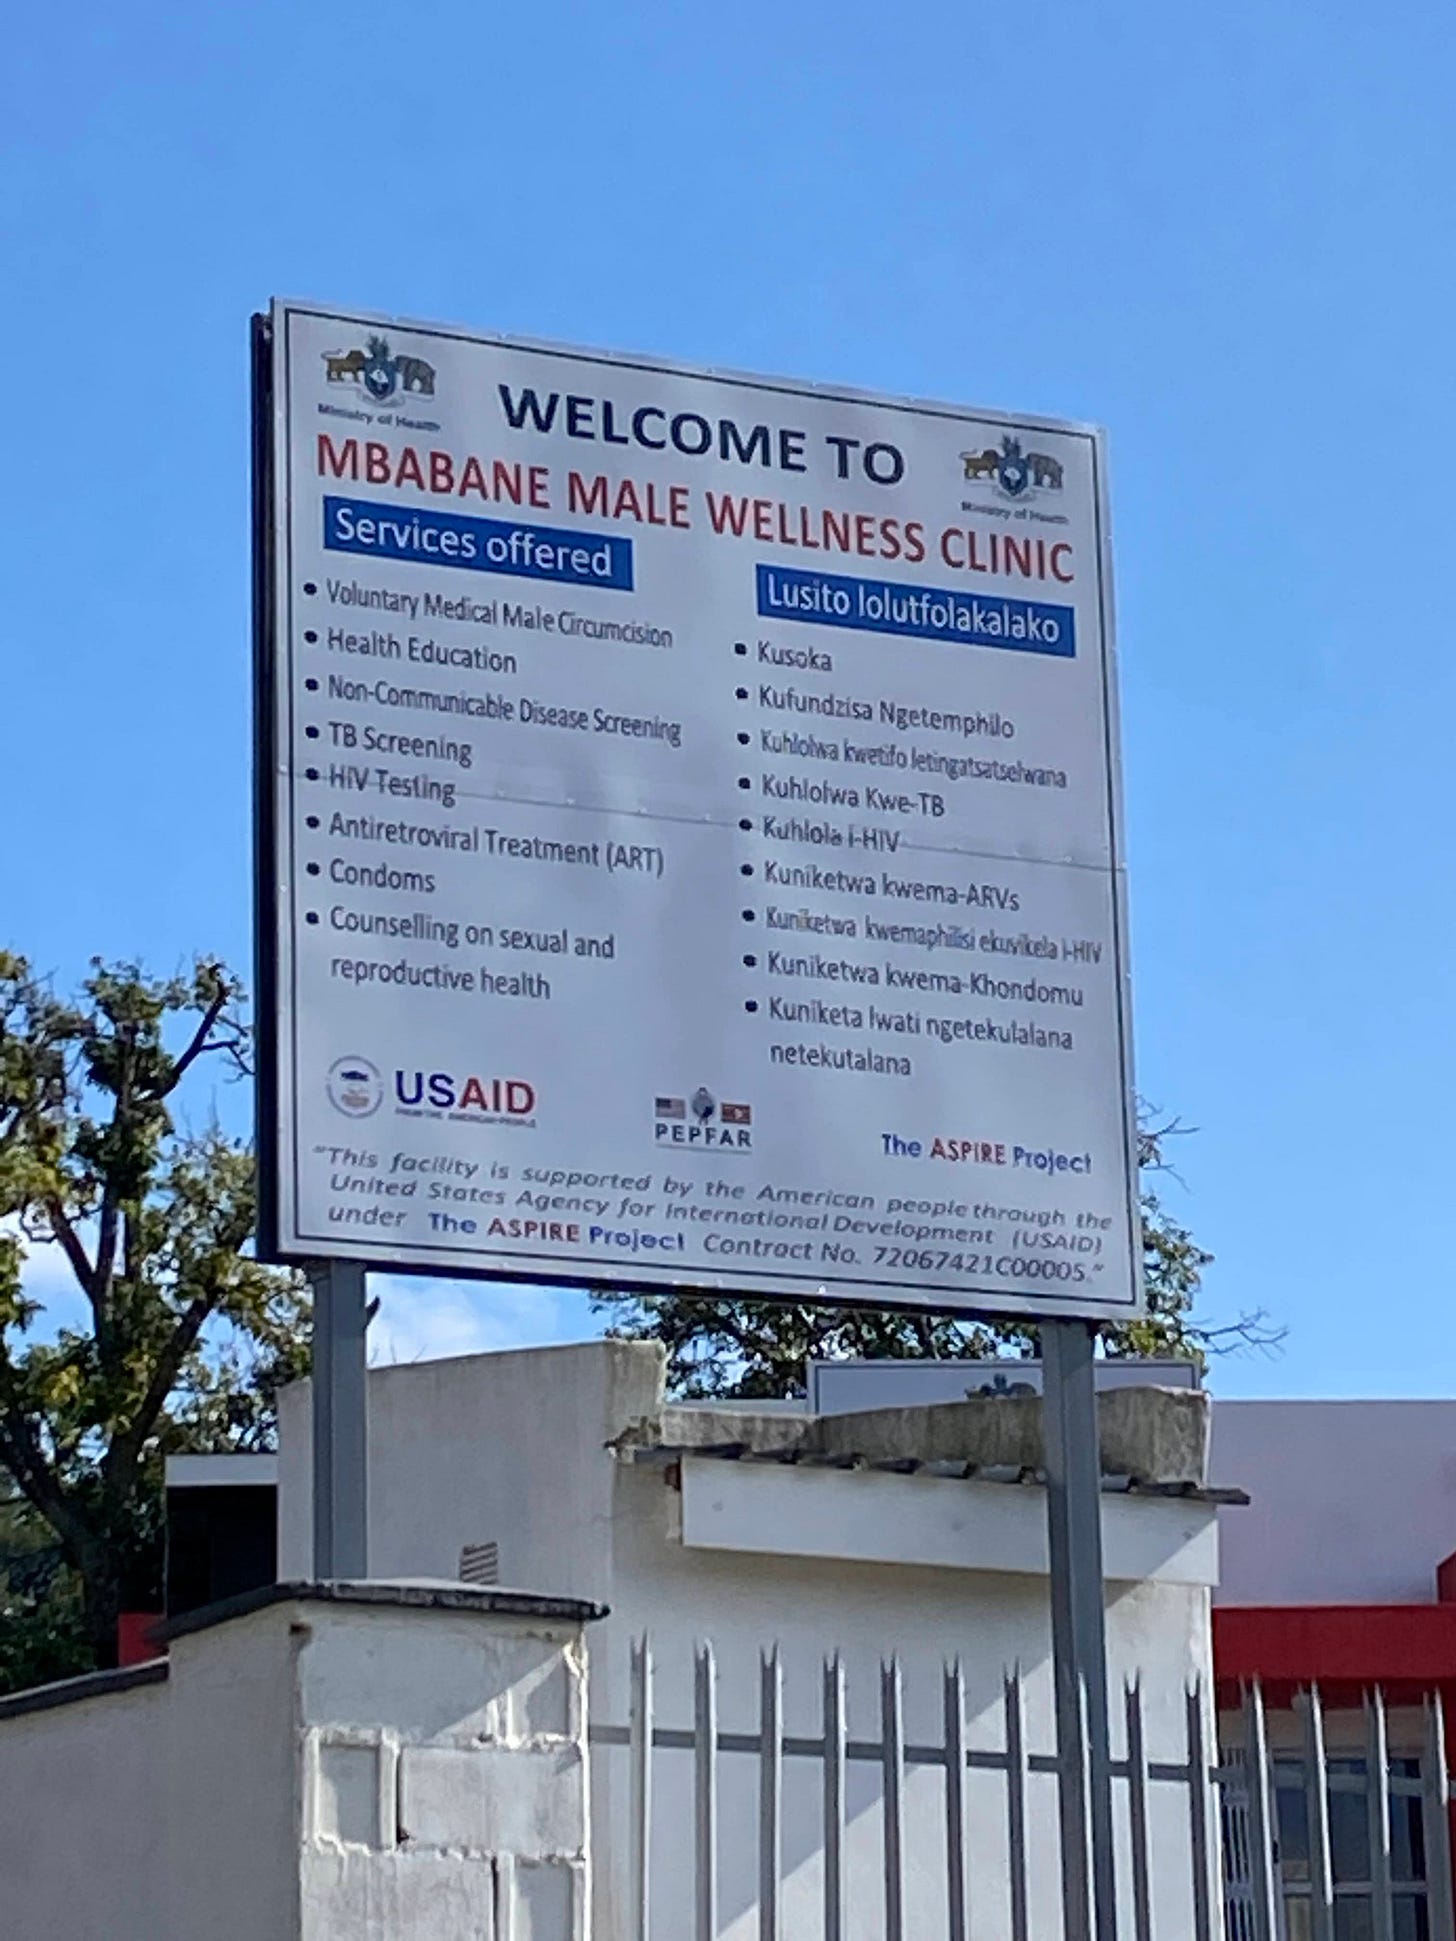 Ministry of Health
Ministry of Health
WELCOME TO
MBABANE MALE WELLNESS CLINIC
Services offered
• Voluntary Medical Male Circumcision
• Health Education
• Non-Communicable Disease Screening
• TB Screening
• HIV Testing
• Antiretroviral Treatment (ART)
• Condoms
• Counselling on sexual and
reproductive health
Lusito lolutfolakalako
• Kusoka
• Kufundzisa Ngetemphilo
• Kuhlolwa kwetifo letingatsatselwana
• Kuhlolwa Kwe-TB
• Kuhlola i-HIV
• Kuniketwa kwema-ARVs
• Kuniketwa kwemaphilisi ekuvikela i-HIV
• Kuniketwa kwema-Khondomu
• Kuniketa lwati ngetekulalana
netekutalana
USAID
FROM THE AMERICAN PEOPLE
PEPFAR
The ASPIRE Project
"This facility is supported by the American people through the
United States Agency for International Development (USAID)
under The ASPIRE Project Contract No. 72067421C00005."